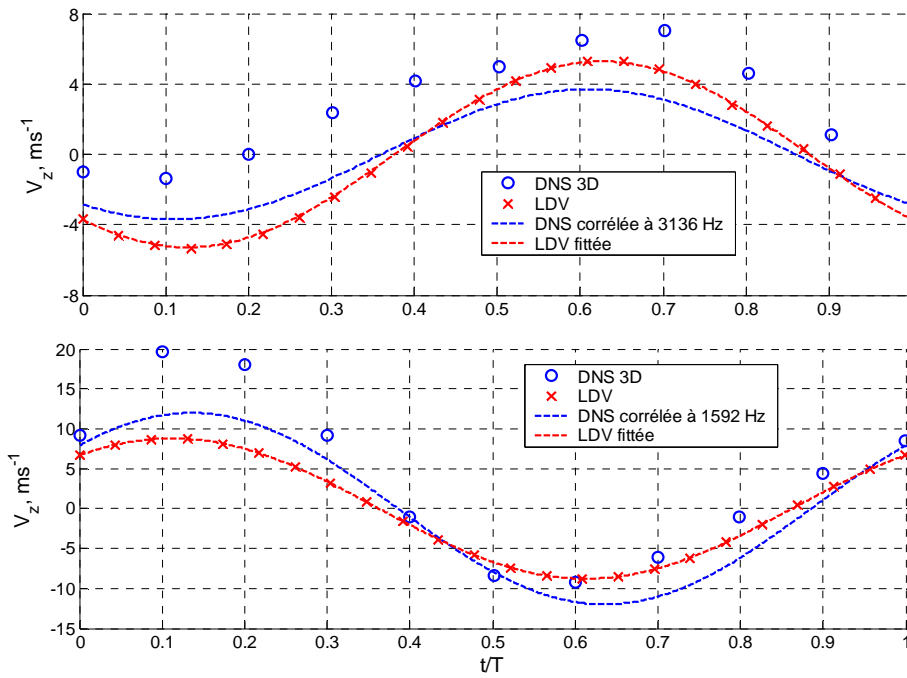 8
4
0
-4
-8
V_z, ms^-1
DNS 3D
LDV
DNS corrélée à 3136 Hz
LDV fittée
0 0.1 0.2 0.3 0.4 0.5 0.6 0.7 0.8 0.9
20
15
10
5
0
-5
-10
-15
V_z, ms^-1
DNS 3D
LDV
DNS corrélée à 1592 Hz
LDV fittée
0 0.1 0.2 0.3 0.4 0.5 0.6 0.7 0.8 0.9 1
t/T